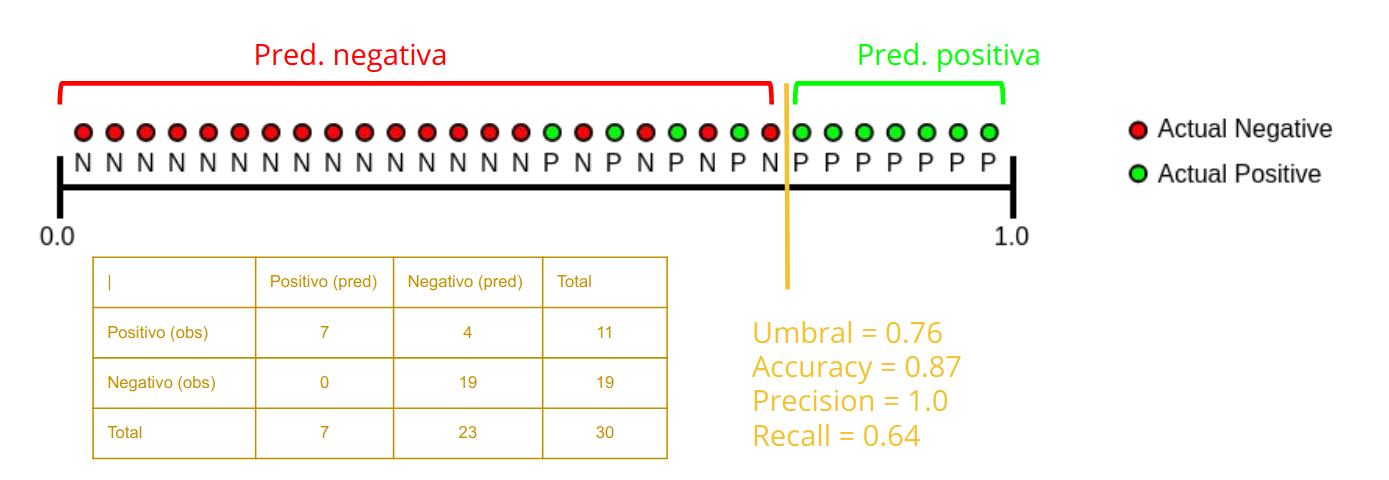 Pred. negativa
Pred. positiva
N N N N N N N N N N N N N N N P N P N P N P N P P P P P P P
Actual Negative
Actual Positive
0.0
1.0
| Positivo (pred) Negativo (pred) Total
Positivo (obs) 7 4 11
Negativo (obs) 0 19 19
Total 7 23 30
Umbral = 0.76
Accuracy = 0.87
Precision = 1.0
Recall = 0.64